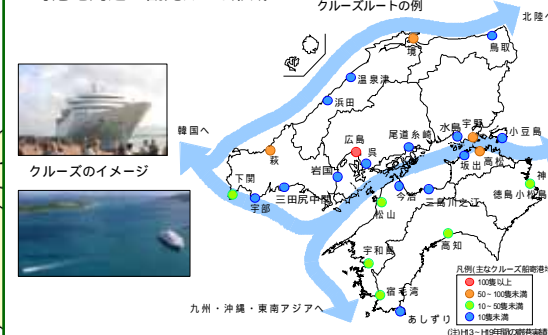 クルーズルートの例
北陸へ
鳥取
境
温泉津
浜田
韓国へ
萩
広島
呉
尾道糸崎
水島
宇野
小豆島
クルーズのイメージ
下関
岩国
坂出
高松
宇部
三田尻中関
今治
三島川之江
徳島小松島
松山
高知
宇和島
宿毛湾
あしずり
九州・沖縄・東南アジアへ
凡例(主なクルーズ船寄港地
100隻以上
50~100隻未満
10~50隻未満
10隻未満